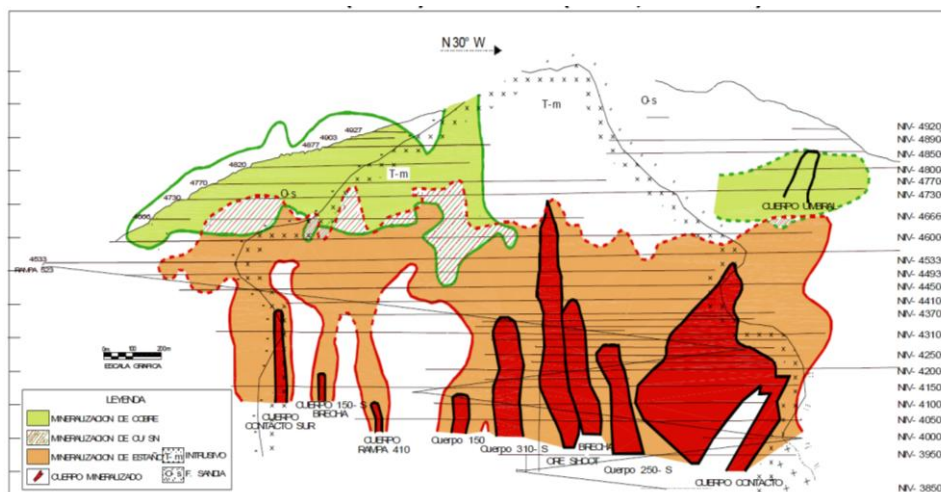 N 30° W
T-m
O-s
4927
4903
4877
4820
T-m
4770
O-s
4730
4666
4533
RAMPA 523
CUERPO UMBRAL
NIV- 4920
NIV- 4890
NIV- 4850
NIV- 4800
NIV- 4770
NIV- 4730
NIV- 4666
NIV- 4600
NIV- 4533
NIV- 4493
NIV- 4450
NIV- 4410
NIV- 4370
NIV- 4310
NIV- 4250
NIV- 4200
NIV- 4150
NIV- 4100
NIV- 4050
NIV- 4000
NIV- 3950
NIV- 3850
0m 100 200m
ESCALA GRAFICA
CUERPO
CONTACTO SUR
CUERPO 150- S
BRECHA
CUERPO
RAMPA 410
Cuerpo 150
Cuerpo 310- S
BRECHA
ORE SHOOT
Cuerpo 250- S
CUERPO CONTACTO
LEYENDA
MINERALIZACION DE COBRE
MINERALIZACION DE CU/ SN
MINERALIZACION DE ESTAÑO
CUERPO MINERALIZADO
T- m INTRUSIVO
O- s F. SANDIA